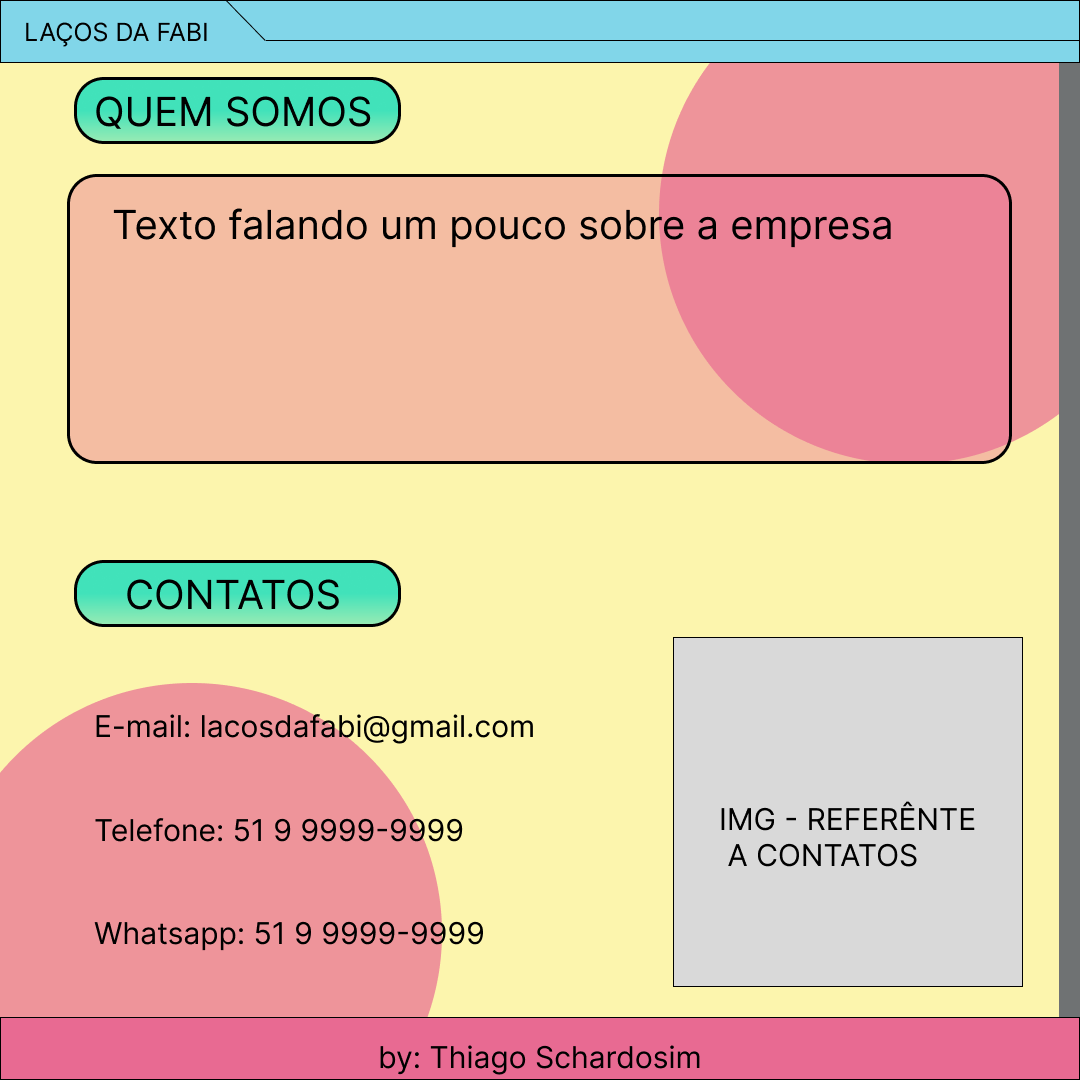 LAÇOS DA FABI
QUEM SOMOS
Texto falando um pouco sobre a empresa
CONTATOS
E-mail: lacosdafabi@gmail.com
Telefone: 51 9 9999-9999
Whatsapp: 51 9 9999-9999
IMG - REFERÊNTE
A CONTATOS
by: Thiago Schardosim